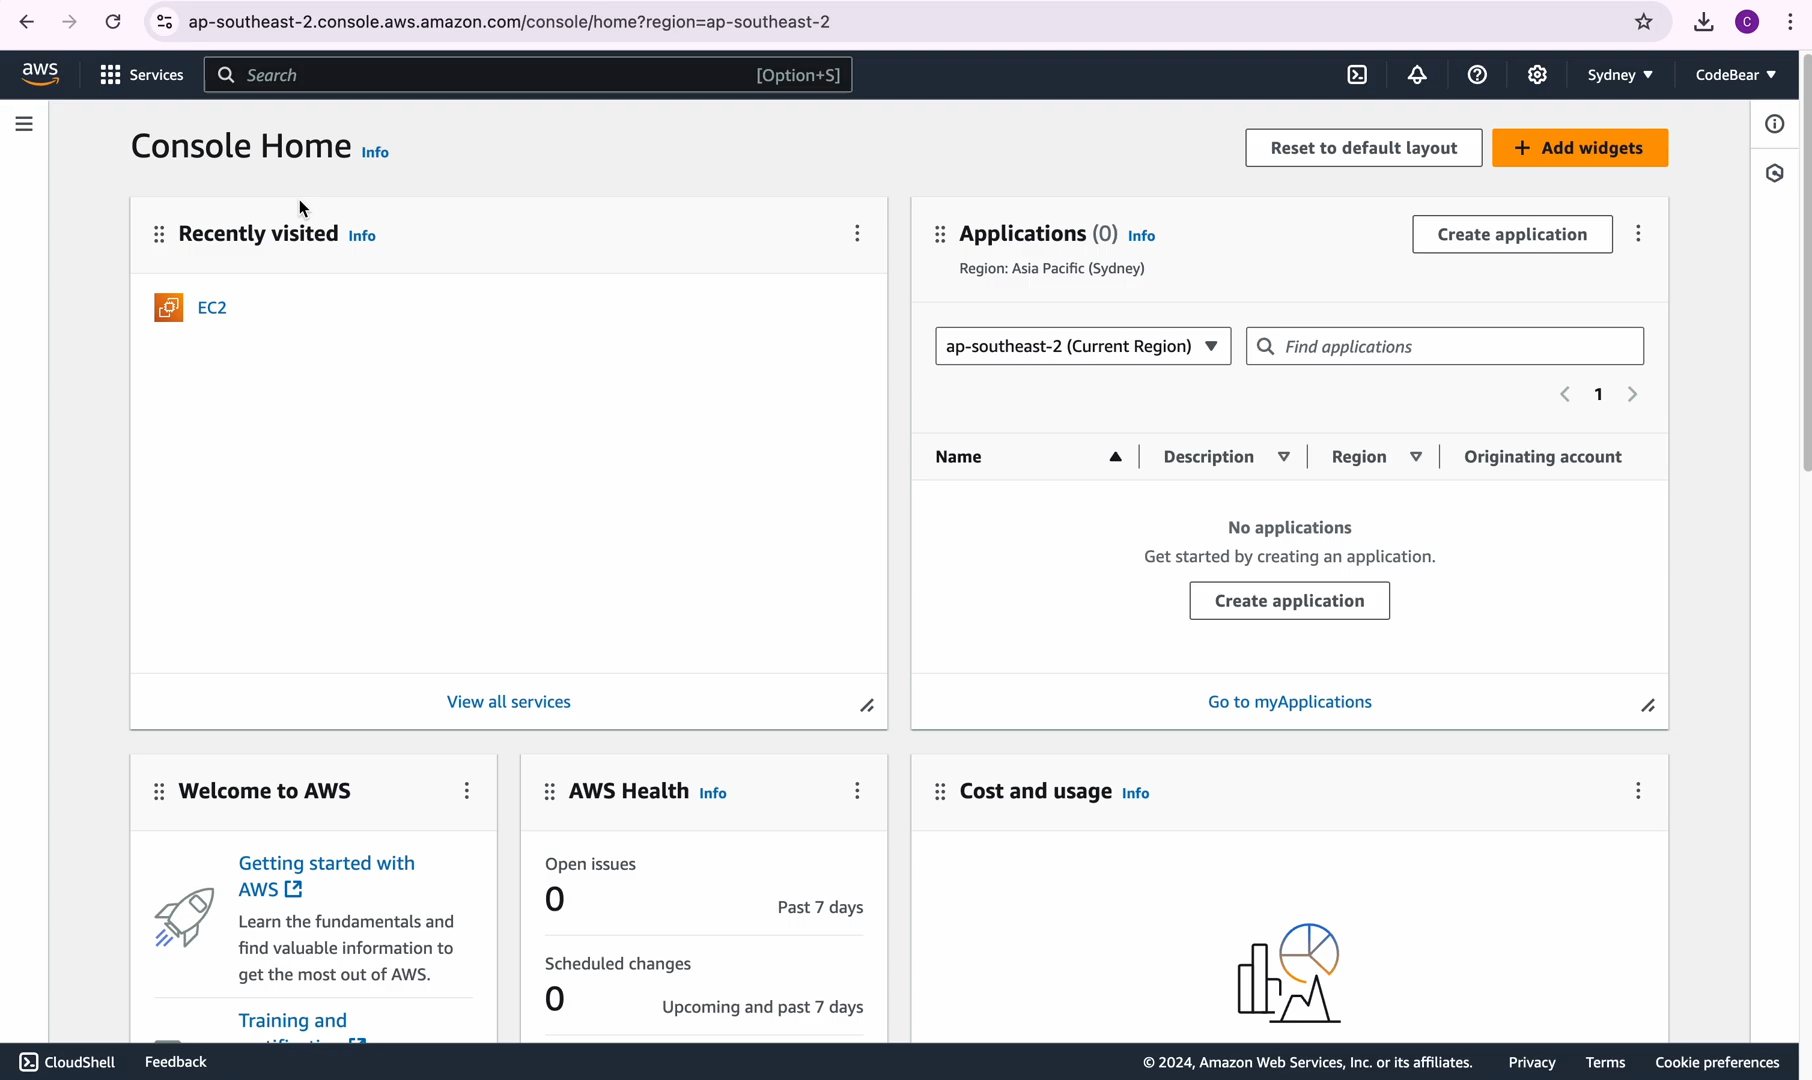 ap-southeast-2.console.aws.amazon.com/console/home?region=ap-southeast-2
C
aws
Services
Search
[Option+S]
Sydney
CodeBear
Console Home Info
Reset to default layout
+ Add widgets
Recently visited Info
EC2
View all services
Applications (0) Info
Region: Asia Pacific (Sydney)
Create application
ap-southeast-2 (Current Region)
Find applications
1
Name
Description
Region
Originating account
No applications
Get started by creating an application.
Create application
Go to myApplications
Welcome to AWS
Getting started with
AWS
Learn the fundamentals and
find valuable information to
get the most out of AWS.
Training and
AWS Health Info
Open issues
0
Past 7 days
Scheduled changes
0
Upcoming and past 7 days
Cost and usage Info
CloudShell
Feedback
© 2024, Amazon Web Services, Inc. or its affiliates.
Privacy
Terms
Cookie preferences